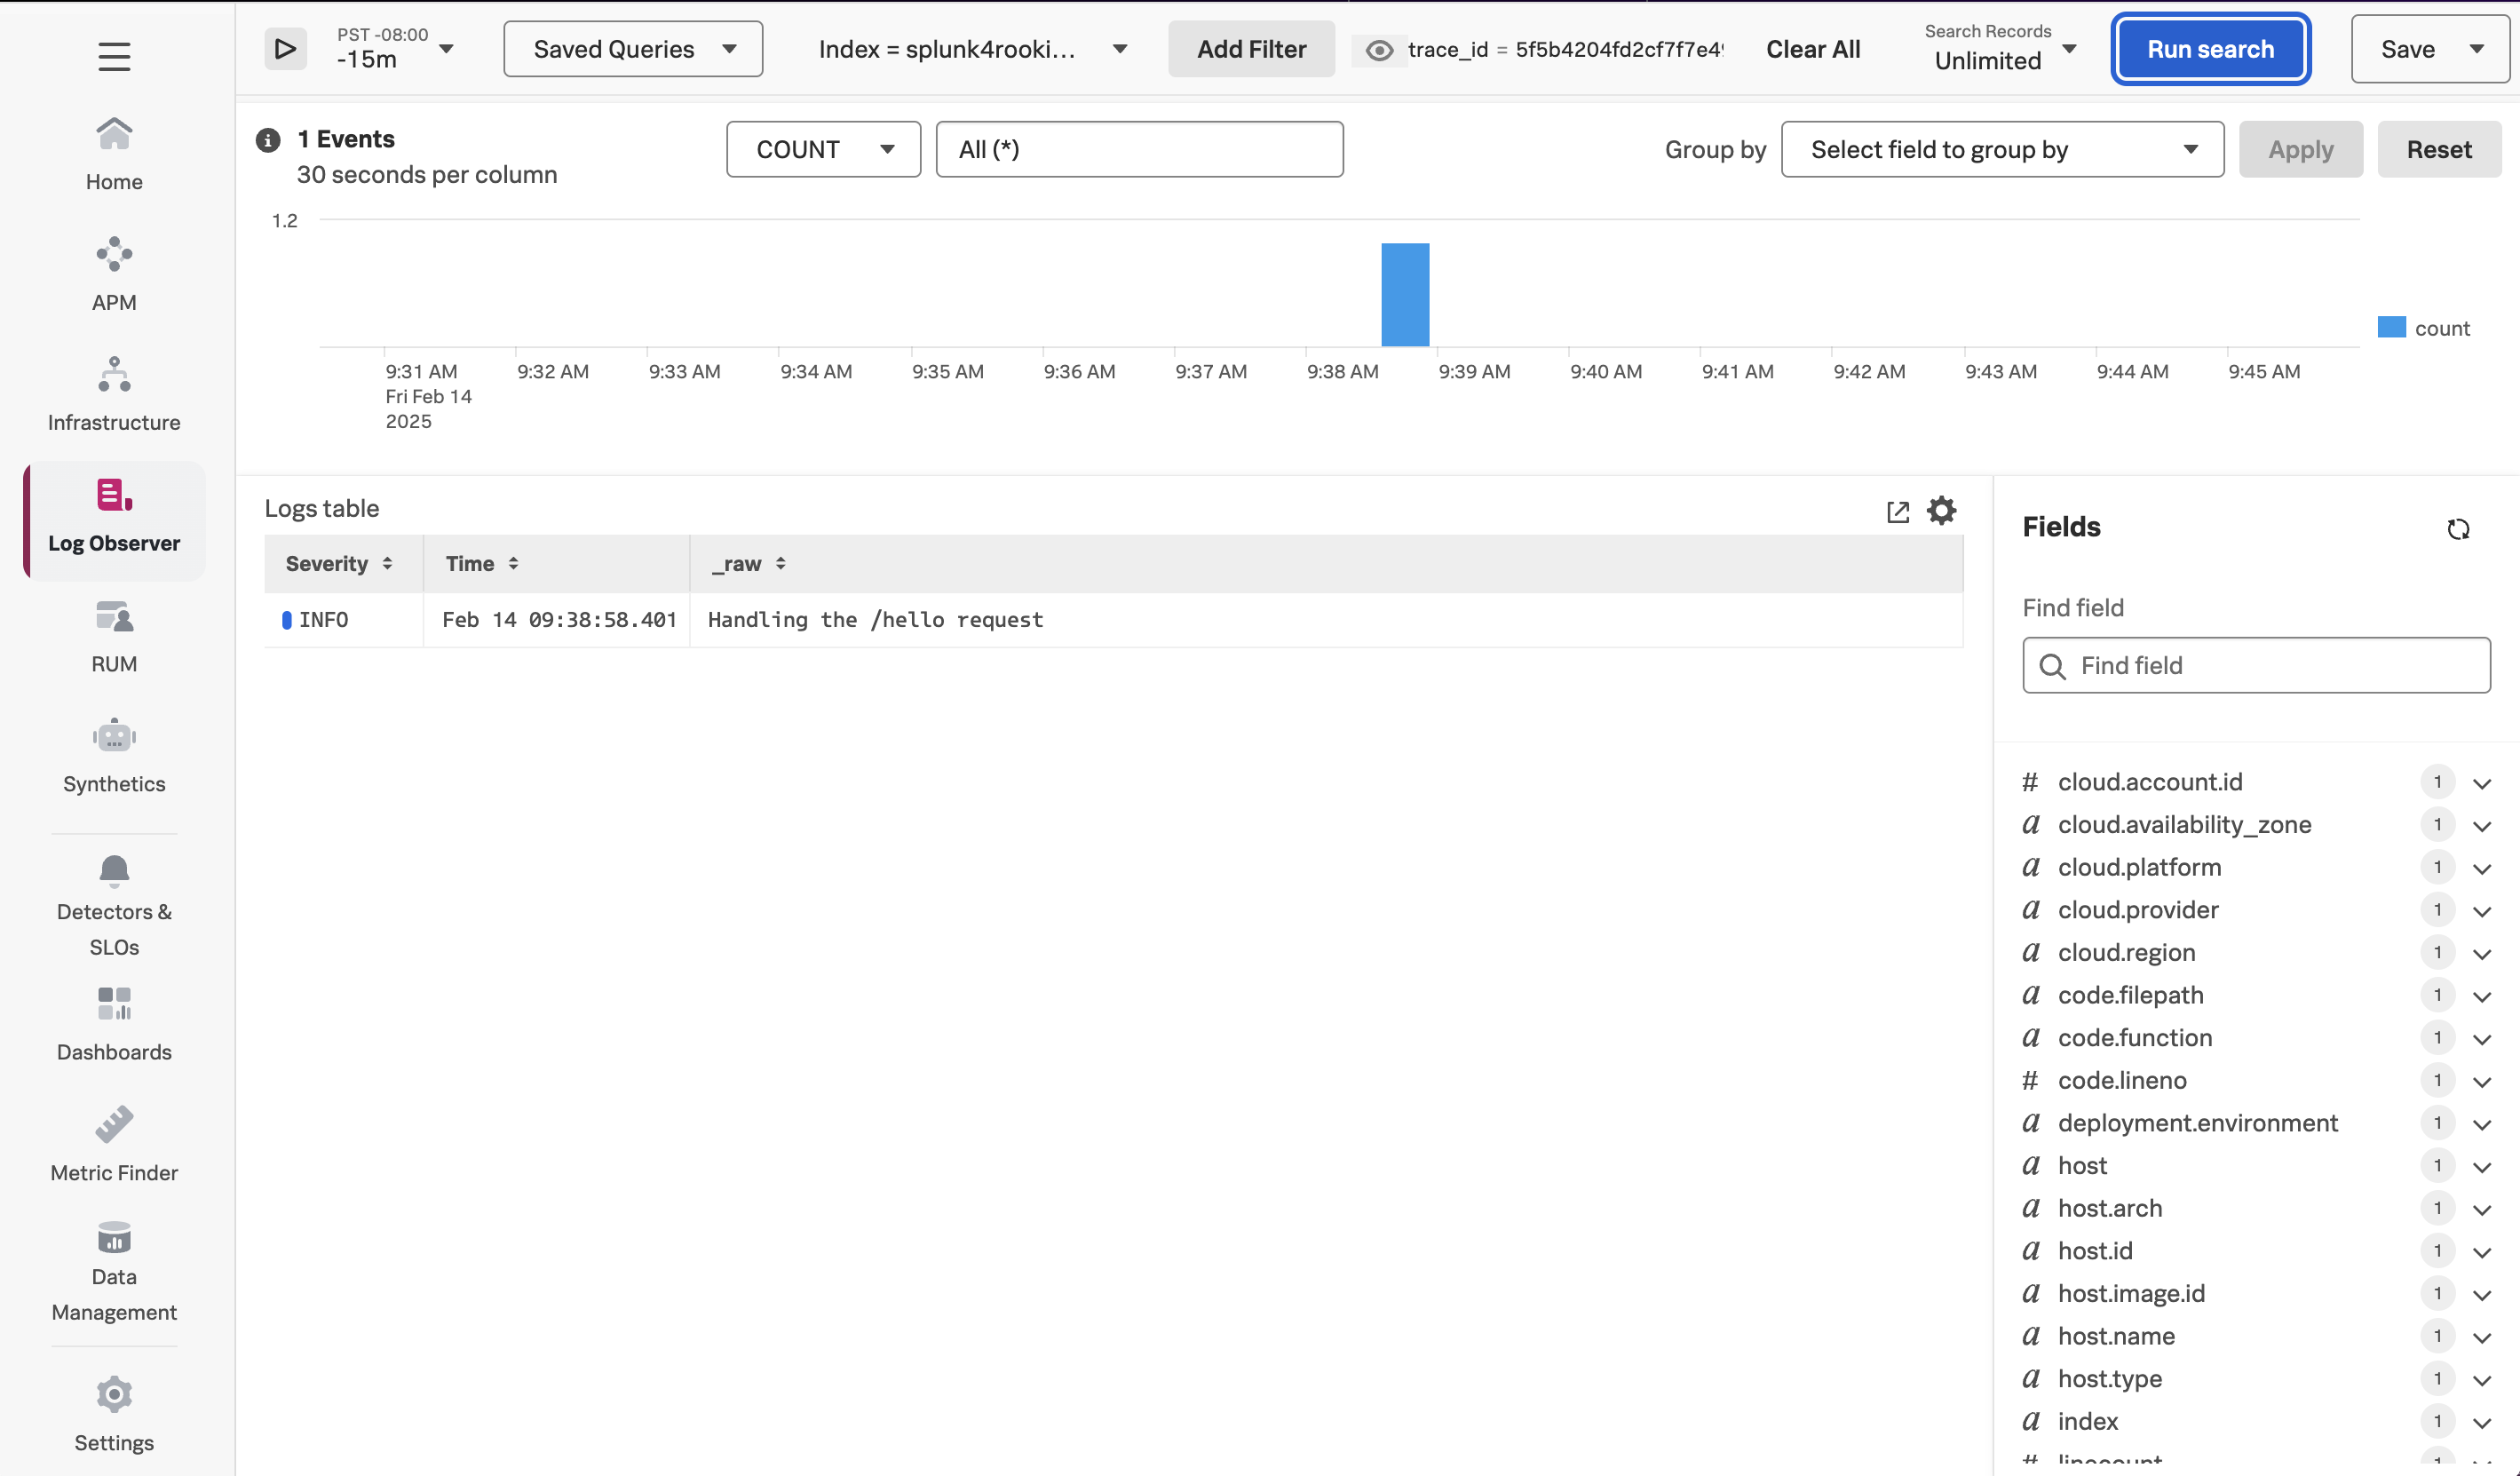 PST -08:00
-15m
Saved Queries
Index = splunk4rooki...
Add Filter
trace_id = 5f5b4204fd2cf7f7e4
Clear All
Search Records
Unlimited
Run search
Save
Home
APM
Infrastructure
Log Observer
RUM
Synthetics
Detectors &
SLOs
Dashboards
Metric Finder
Data
Management
Settings
1 Events
30 seconds per column
COUNT
All (*)
Group by
Select field to group by
Apply
Reset
1.2
9:31 AM 9:32 AM 9:33 AM 9:34 AM 9:35 AM 9:36 AM 9:37 AM 9:38 AM 9:39 AM 9:40 AM 9:41 AM 9:42 AM 9:43 AM 9:44 AM 9:45 AM
Fri Feb 14
2025
count
Logs table
Severity Time _raw
INFO Feb 14 09:38:58.401 Handling the /hello request
Fields
Find field
Find field
# cloud.account.id 1
a cloud.availability_zone 1
a cloud.platform 1
a cloud.provider 1
a cloud.region 1
a code.filepath 1
a code.function 1
# code.lineno 1
a deployment.environment 1
a host 1
a host.arch 1
a host.id 1
a host.image.id 1
a host.name 1
a host.type 1
a index 1
# linecount 1